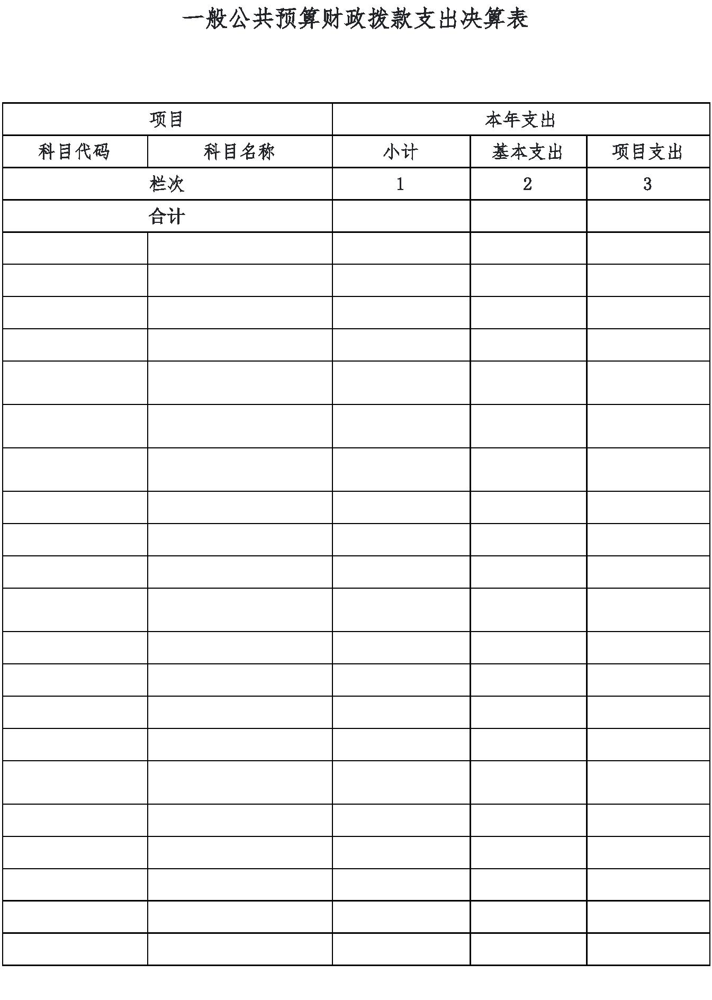 一般公共预算财政拨款支出决算表
项目 本年支出
科目代码 科目名称 小计 基本支出 项目支出
栏次 1 2 3
合计